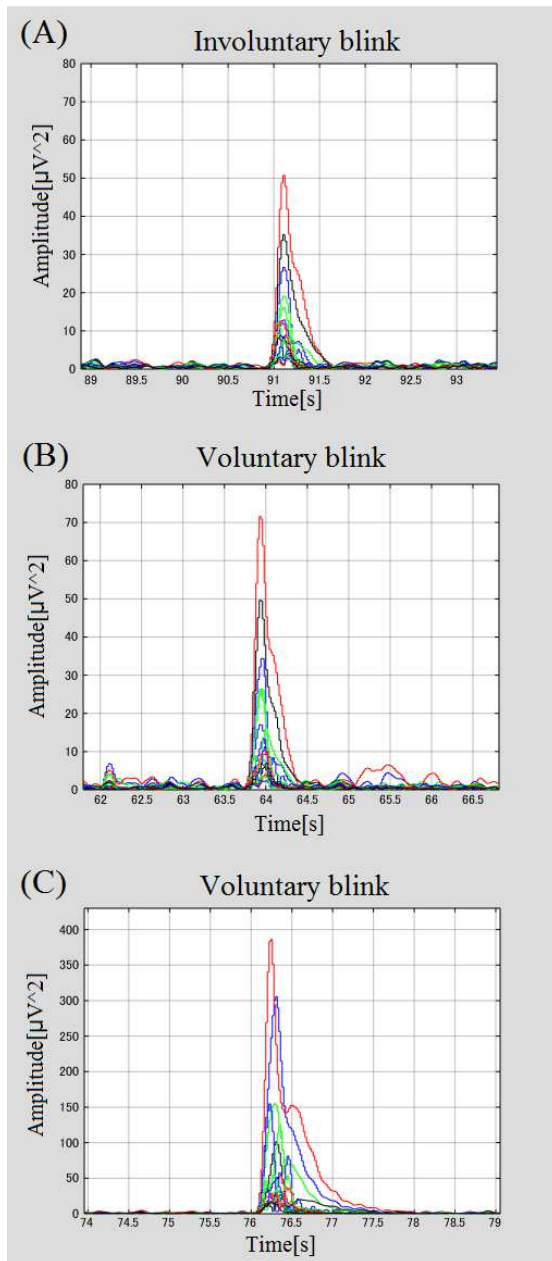 (A)
Involuntary blink
Amplitude[µV^2]
80
70
60
50
40
30
20
10
0
89 89.5 90 90.5 91 91.5 92 92.5 93
Time[s]
(B)
Voluntary blink
Amplitude[µV^2]
80
70
60
50
40
30
20
10
0
62 62.5 63 63.5 64 64.5 65 65.5 66 66.5
Time[s]
(C)
Voluntary blink
Amplitude[µV^2]
400
350
300
250
200
150
100
50
0
74 74.5 75 75.5 76 76.5 77 77.5 78 78.5 79
Time[s]